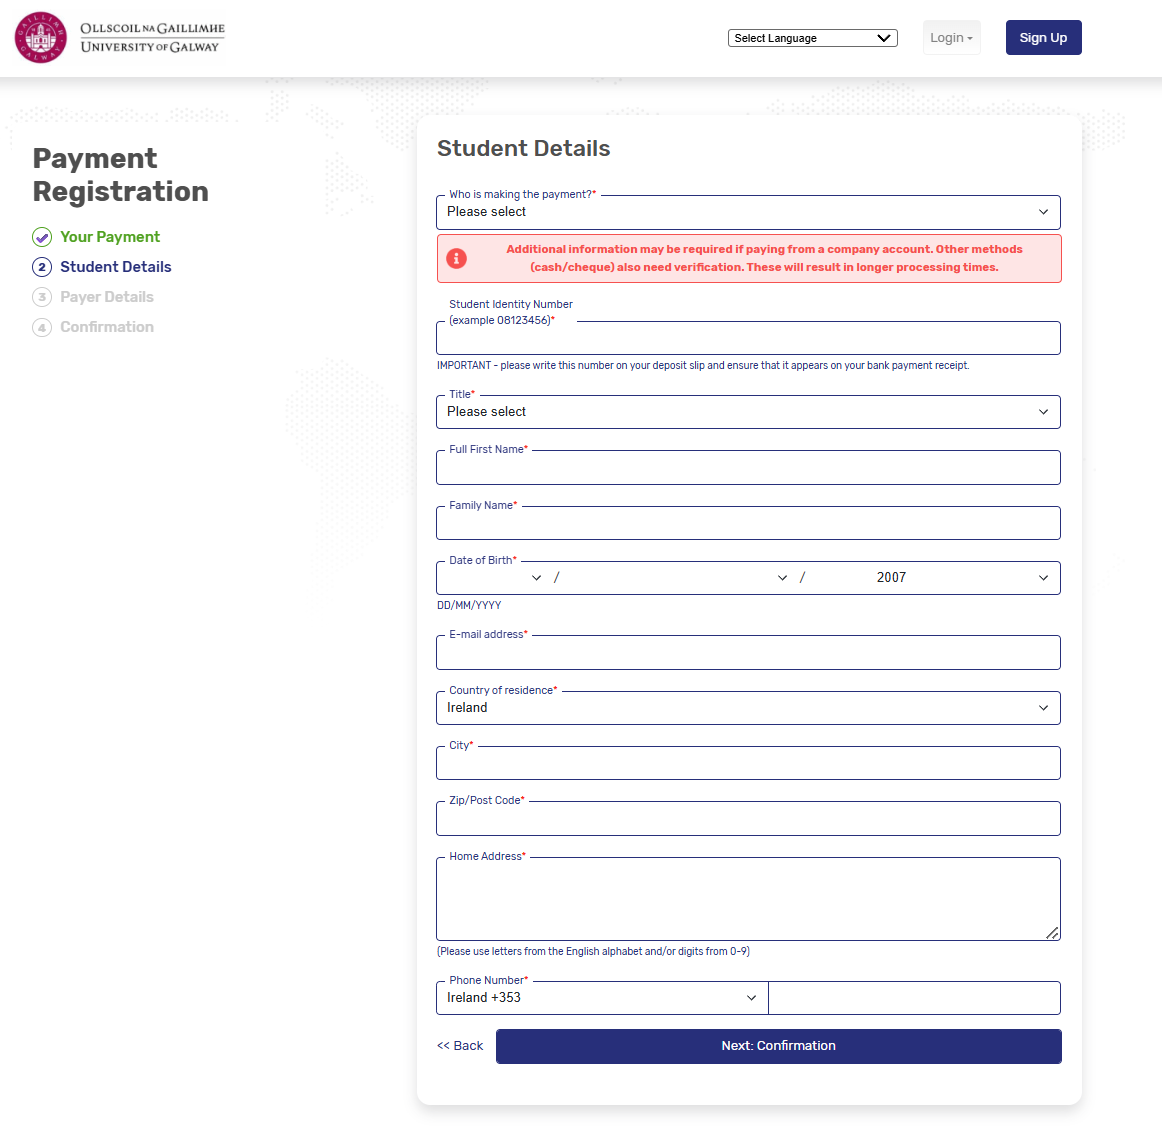 OLLSCOIL NA GAILLIMHE
UNIVERSITY OF GALWAY
Select Language
Login
Sign Up
Payment
Registration
Your Payment
2 Student Details
3 Payer Details
4 Confirmation
Student Details
Who is making the payment?*
Please select
Additional information may be required if paying from a company account. Other methods
(cash/cheque) also need verification. These will result in longer processing times.
Student Identity Number
(example 08123456)*
IMPORTANT - please write this number on your deposit slip and ensure that it appears on your bank payment receipt.
Title*
Please select
Full First Name*
Family Name*
Date of Birth*
/ / 2007
DD/MM/YYYY
E-mail address*
Country of residence*
Ireland
City*
Zip/Post Code*
Home Address*
(Please use letters from the English alphabet and/or digits from 0-9)
Phone Number*
Ireland +353
<< Back
Next: Confirmation